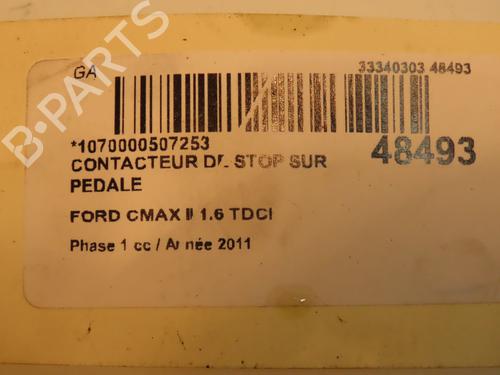 GA 33340303 48493
*1070000507253 48493
CONTACTEUR DE STOP SUR
PEDALE
FORD CMAX II 1.6 TDCI
Phase 1 cc / Année 2011
B-PARTS